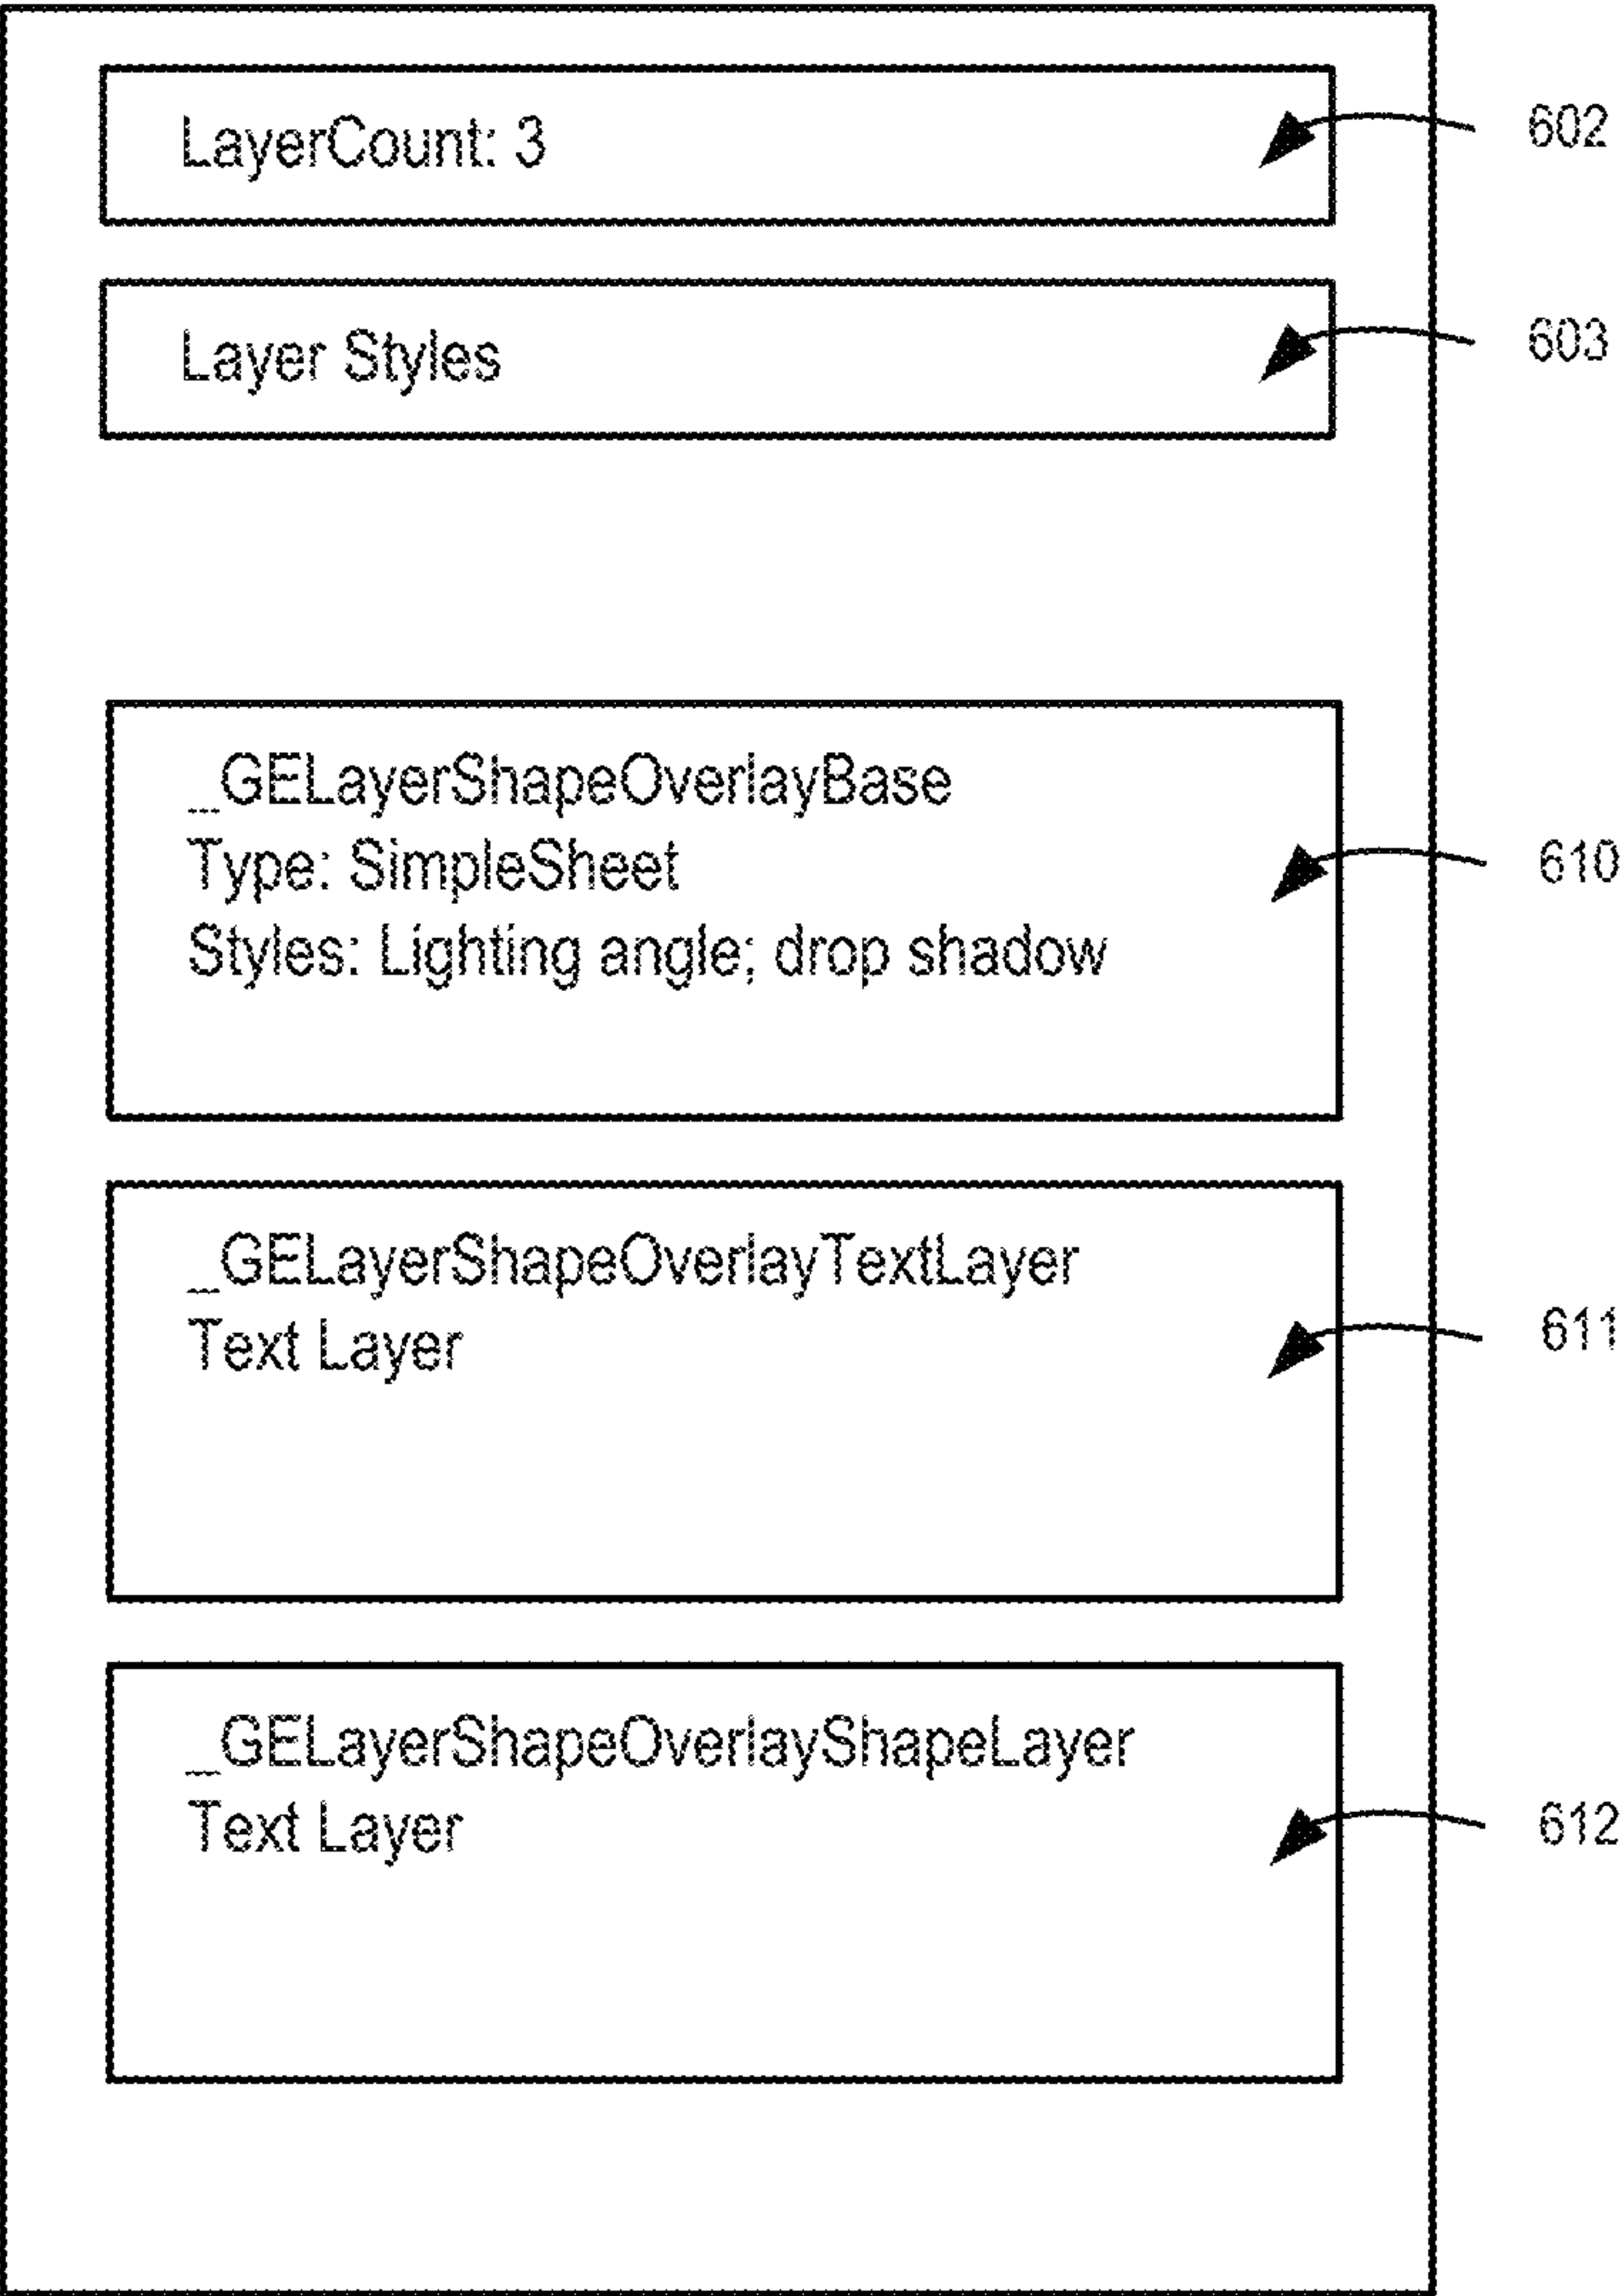 LayerCount: 3
602
Layer Styles
603
_GELayerShapeOverlayBase
Type: SimpleSheet
Styles: Lighting angle; drop shadow
610
_GELayerShapeOverlayTextLayer
Text Layer
611
_GELayerShapeOverlayShapeLayer
Text Layer
612